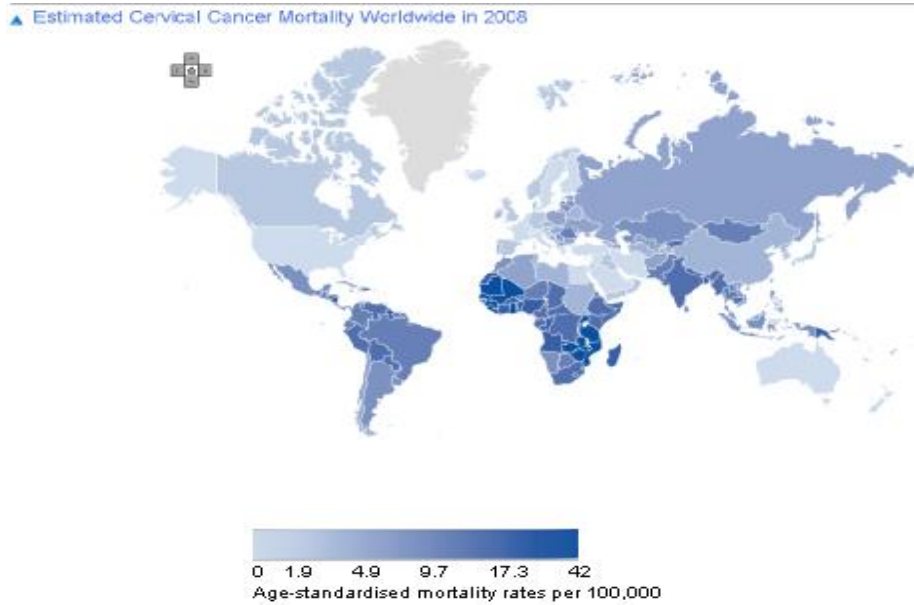 Estimated Cervical Cancer Mortality Worldwide in 2008
0 1.9 4.9 9.7 17.3 42
Age-standardised mortality rates per 100,000